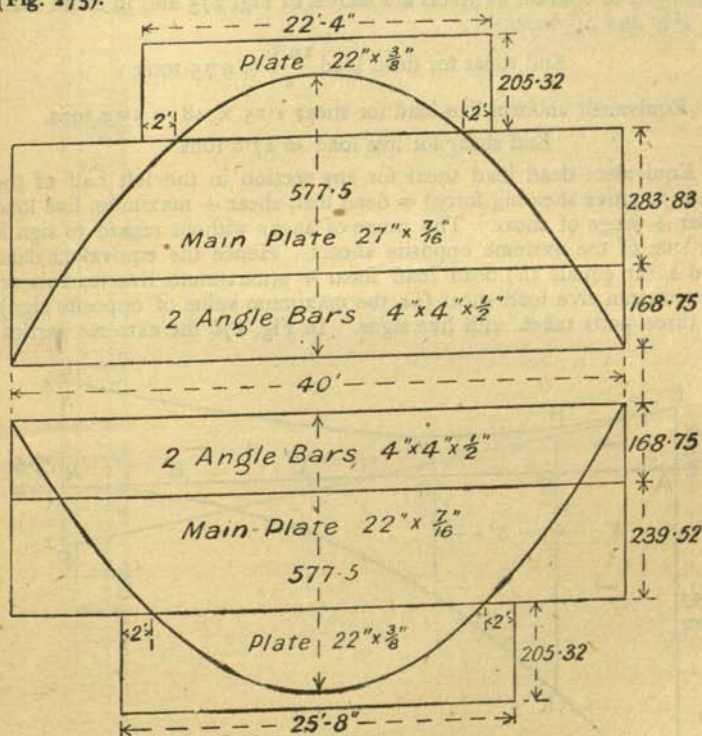 (Fig. 175).
22'-4"
Plate 22"×3/8"
205·32
2' 2'
577·5
283·83
Main Plate 27"×7/16"
2 Angle Bars 4"×4"×1/2"
168·75
40'
2 Angle Bars 4"×4"×1/2"
168·75
Main Plate 22"×7/16"
239·52
577·5
2' 2'
Plate 22"×3/8"
205·32
25'-8"